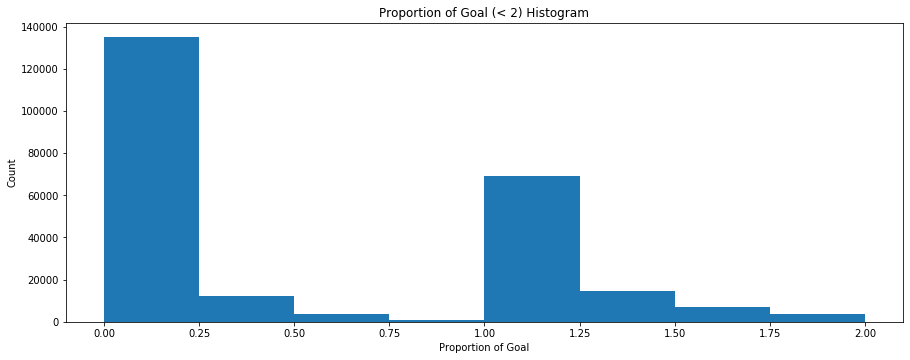 Proportion of Goal (< 2) Histogram
140000
120000
100000
80000
60000
40000
20000
0
Count
0.00 0.25 0.50 0.75 1.00 1.25 1.50 1.75 2.00
Proportion of Goal